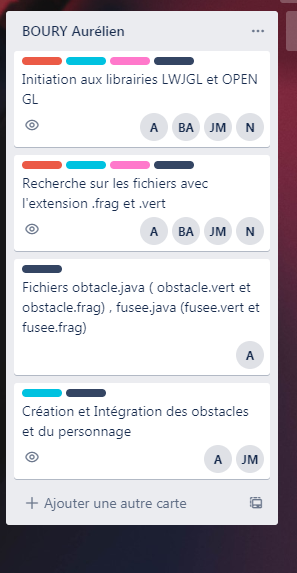 BOURY Aurélien
Initiation aux librairies LWJGL et OPEN
GL
A BA JM N
Recherche sur les fichiers avec
l'extension .frag et .vert
A BA JM N
Fichiers obtacle.java ( obstacle.vert et
obstacle.frag) , fusee.java (fusee.vert et
fusee.frag)
A
Création et Intégration des obstacles
et du personnage
A JM
Ajouter une autre carte